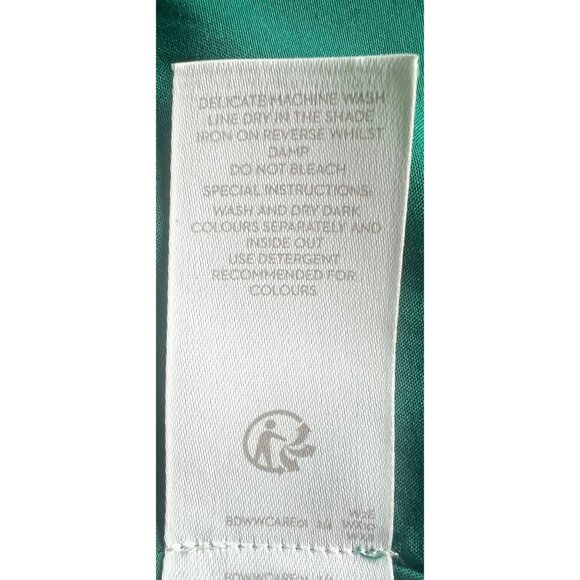 DELICATE MACHINE WASH
LINE DRY IN THE SHADE
IRON ON REVERSE WHILST
DAMP
DO NOT BLEACH
SPECIAL INSTRUCTIONS:
WASH AND DRY DARK
COLOURS SEPARATELY AND
INSIDE OUT
USE DETERGENT
RECOMMENDED FOR
COLOURS
BDWWCARE01